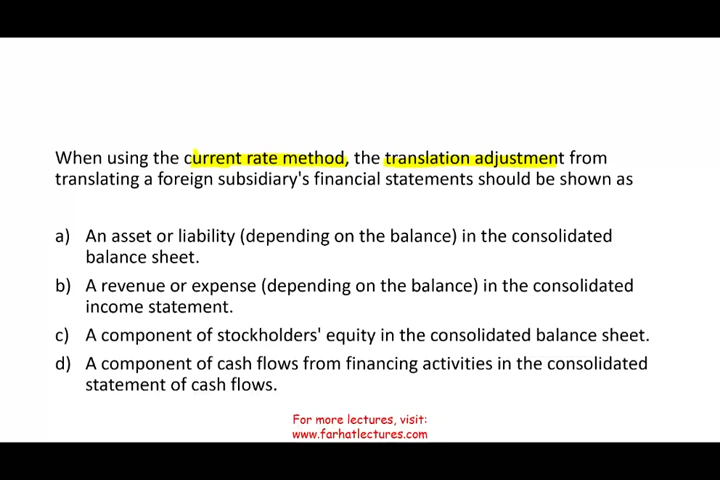 When using the current rate method, the translation adjustment from
translating a foreign subsidiary's financial statements should be shown as
a) An asset or liability (depending on the balance) in the consolidated
balance sheet.
b) A revenue or expense (depending on the balance) in the consolidated
income statement.
c) A component of stockholders' equity in the consolidated balance sheet.
d) A component of cash flows from financing activities in the consolidated
statement of cash flows.
For more lectures, visit:
www.farhatlectures.com